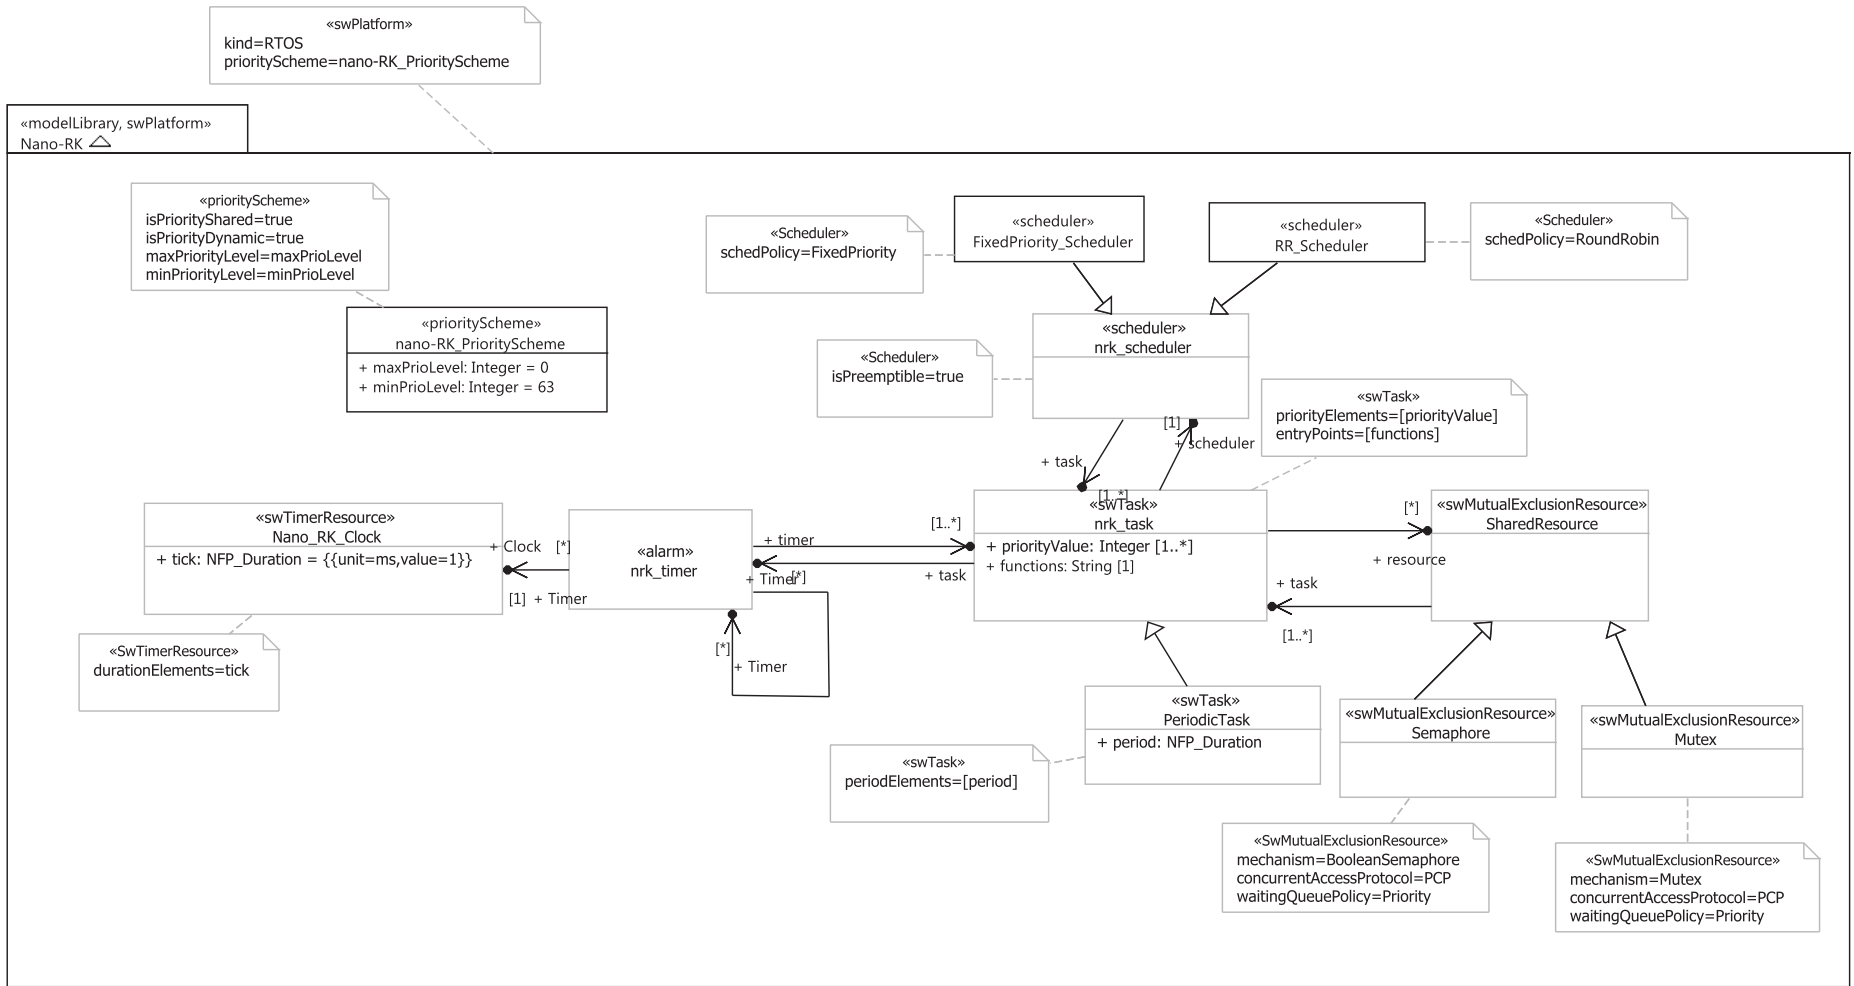 «swPlatform»
kind=RTOS
priorityScheme=nano-RK_PriorityScheme
«modelLibrary, swPlatform»
Nano-RK
«priorityScheme»
isPriorityShared=true
isPriorityDynamic=true
maxPriorityLevel=maxPrioLevel
minPriorityLevel=minPrioLevel
«priorityScheme»
nano-RK_PriorityScheme
+ maxPrioLevel: Integer = 0
+ minPrioLevel: Integer = 63
«Scheduler»
schedPolicy=FixedPriority
«scheduler»
FixedPriority_Scheduler
«scheduler»
RR_Scheduler
«Scheduler»
schedPolicy=RoundRobin
«scheduler»
nrk_scheduler
«Scheduler»
isPreemptible=true
«swTask»
priorityElements=[priorityValue]
entryPoints=[functions]
[1]
+ scheduler
+ task
[1..*]
«swTask»
nrk_task
+ priorityValue: Integer [1..*]
+ functions: String [1]
«swTimerResource»
Nano_RK_Clock
+ tick: NFP_Duration = {{unit=ms,value=1}}
+ Clock
[*]
[1]
+ Timer
«alarm»
nrk_timer
+ timer
[1..*]
+ Timer
[*]
+ task
[*]
+ Timer
[*]
+ resource
+ task
[1..*]
«swMutualExclusionResource»
SharedResource
«SwTimerResource»
durationElements=tick
«swTask»
PeriodicTask
+ period: NFP_Duration
«swTask»
periodElements=[period]
«swMutualExclusionResource»
Semaphore
«swMutualExclusionResource»
Mutex
«SwMutualExclusionResource»
mechanism=BooleanSemaphore
concurrentAccessProtocol=PCP
waitingQueuePolicy=Priority
«SwMutualExclusionResource»
mechanism=Mutex
concurrentAccessProtocol=PCP
waitingQueuePolicy=Priority